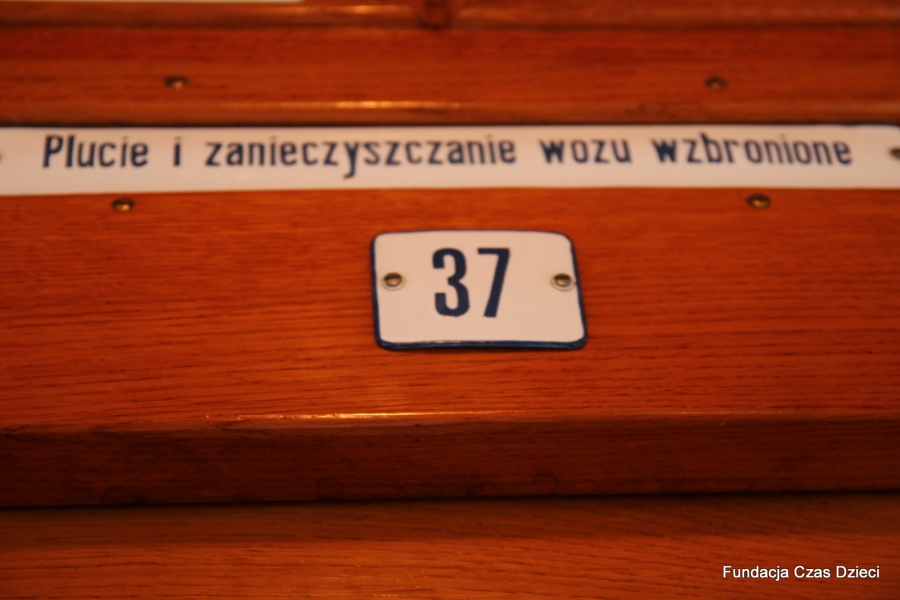 Plucie i zanieczyszczanie wozu wzbronione
37
Fundacja Czas Dzieci